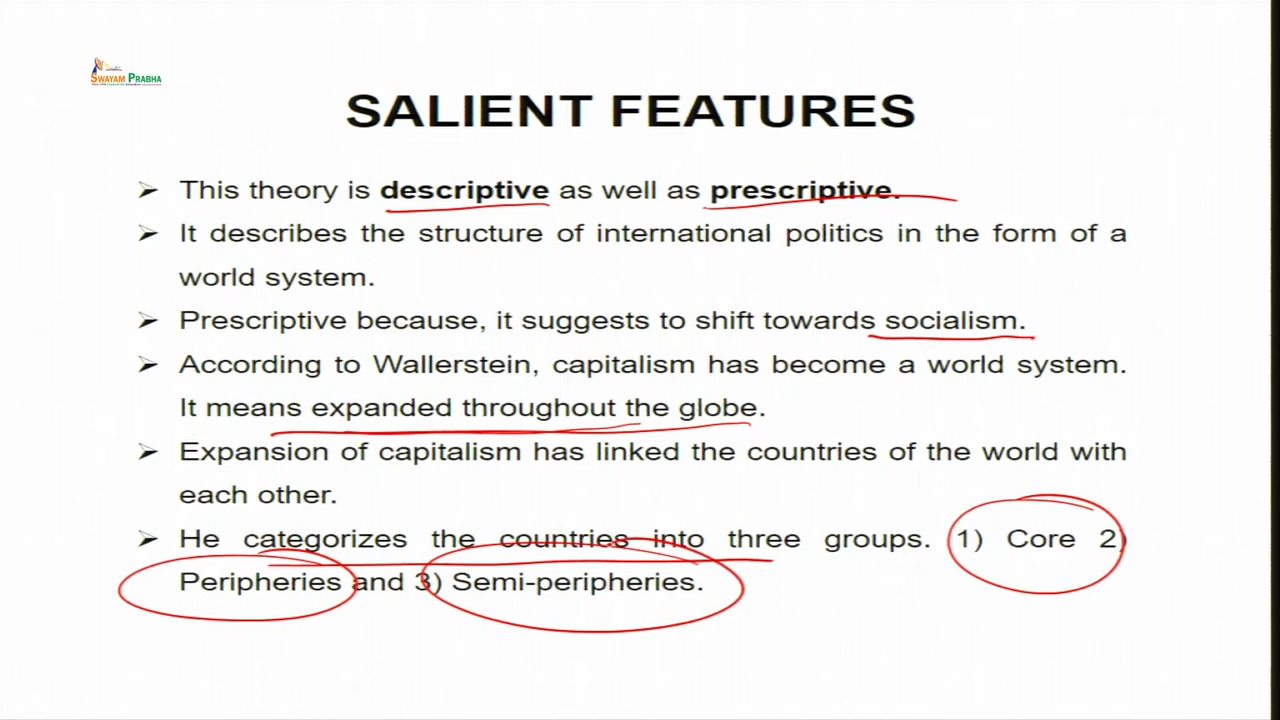 SWAYAM PRABHA
SALIENT FEATURES
➢ This theory is descriptive as well as prescriptive.
➢ It describes the structure of international politics in the form of a
world system.
➢ Prescriptive because, it suggests to shift towards socialism.
➢ According to Wallerstein, capitalism has become a world system.
It means expanded throughout the globe.
➢ Expansion of capitalism has linked the countries of the world with
each other.
➢ He categorizes the countries into three groups. 1) Core 2)
Peripheries and 3) Semi-peripheries.